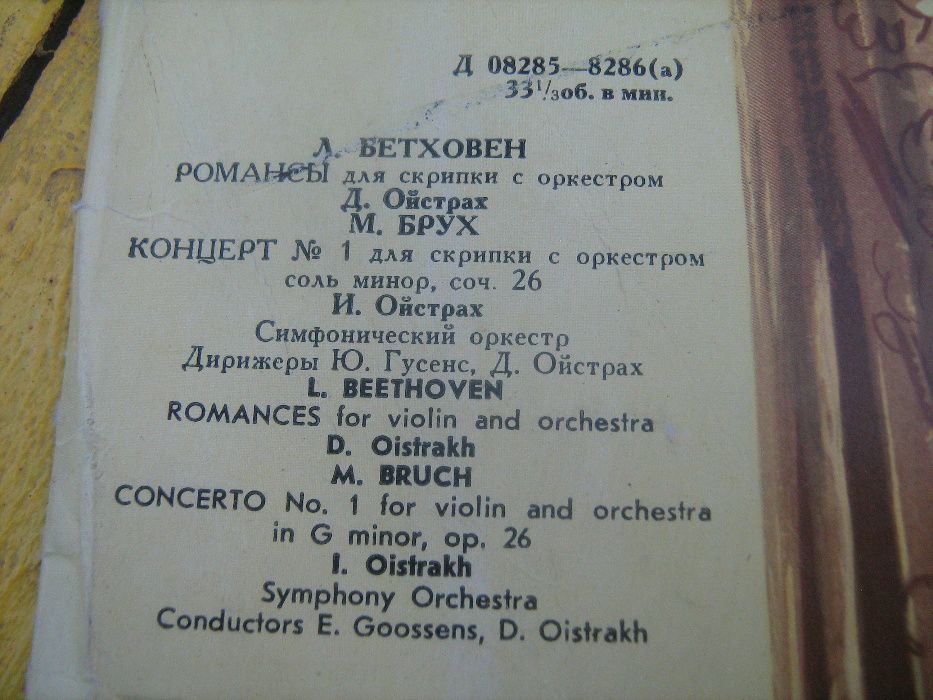 Д 08285—8286(а)
33⅓об. в мин.
Л. БЕТХОВЕН
РОМАНСЫ для скрипки с оркестром
Д. Ойстрах
М. БРУХ
КОНЦЕРТ № 1 для скрипки с оркестром
соль минор, соч. 26
И. Ойстрах
Симфонический оркестр
Дирижеры Ю. Гусенс, Д. Ойстрах
L. BEETHOVEN
ROMANCES for violin and orchestra
D. Oistrakh
M. BRUCH
CONCERTO No. 1 for violin and orchestra
in G minor, op. 26
I. Oistrakh
Symphony Orchestra
Conductors E. Goossens, D. Oistrakh